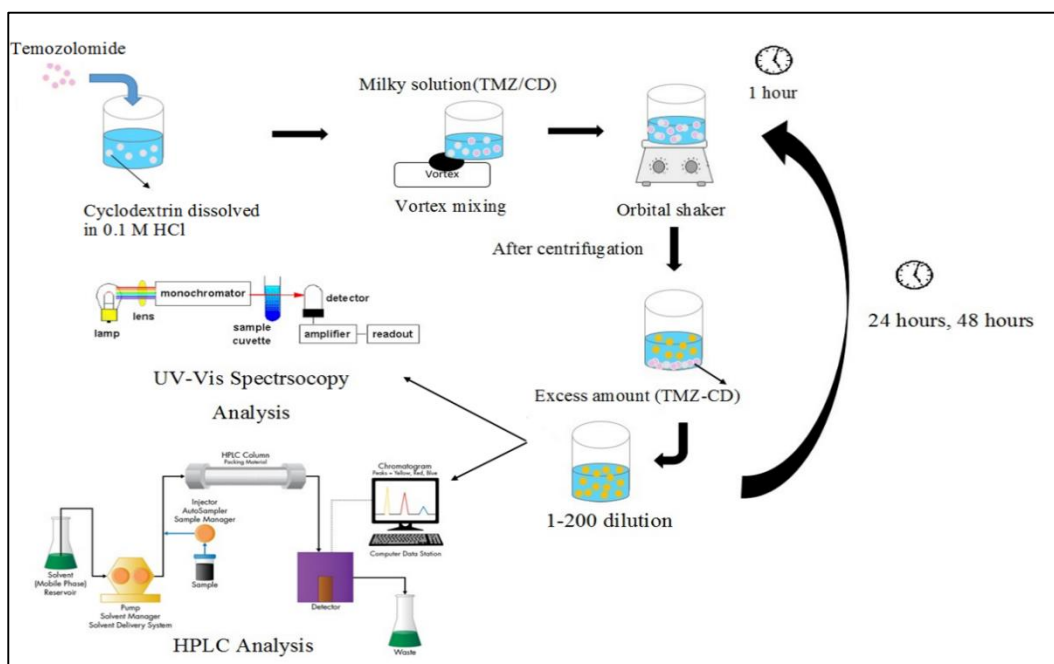 Temozolomide
Cyclodextrin dissolved
in 0.1 M HCl
Milky solution(TMZ/CD)
Vortex
Vortex mixing
1 hour
Orbital shaker
After centrifugation
24 hours, 48 hours
Excess amount (TMZ-CD)
1-200 dilution
lamp
lens
monochromator
sample
cuvette
detector
amplifier
readout
UV-Vis Spectrsocopy
Analysis
HPLC Column
Packing Material
Injector
AutoSampler
Sample Manager
Chromatogram
Peaks = Yellow, Red, Blue
Computer Data Station
Solvent
(Mobile Phase)
Reservoir
Pump
Solvent Manager
Solvent Delivery System
Sample
Detector
Waste
HPLC Analysis